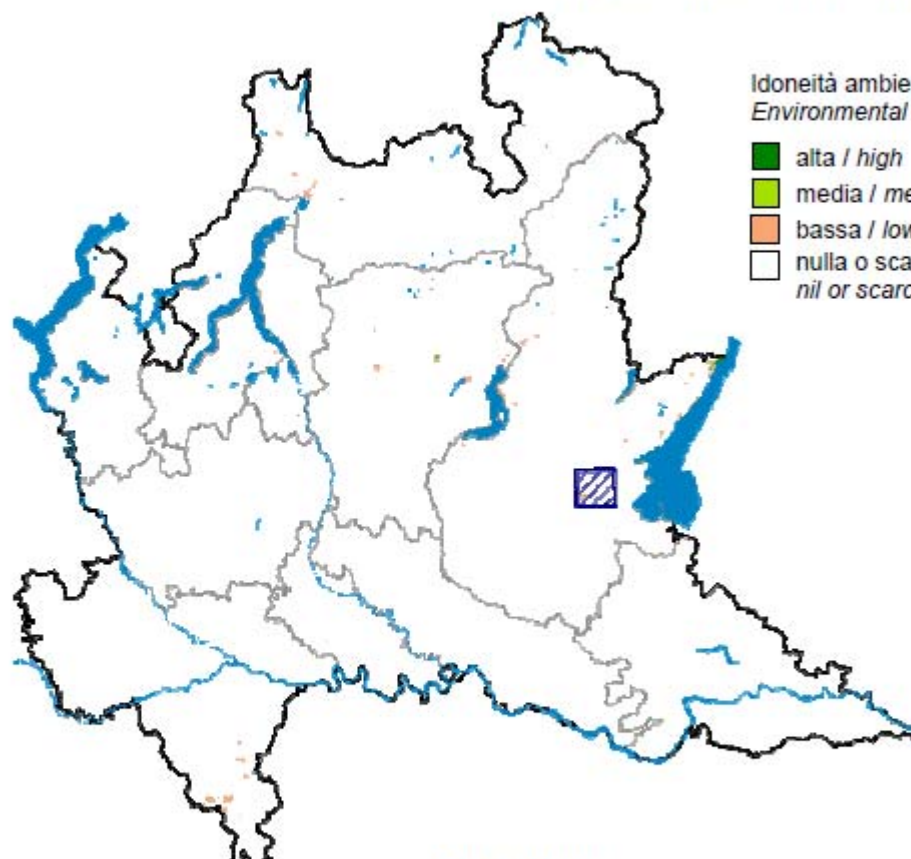 Idoneità ambie
Environmental
alta / high
media / me
bassa / low
nulla o sca
nil or scarc